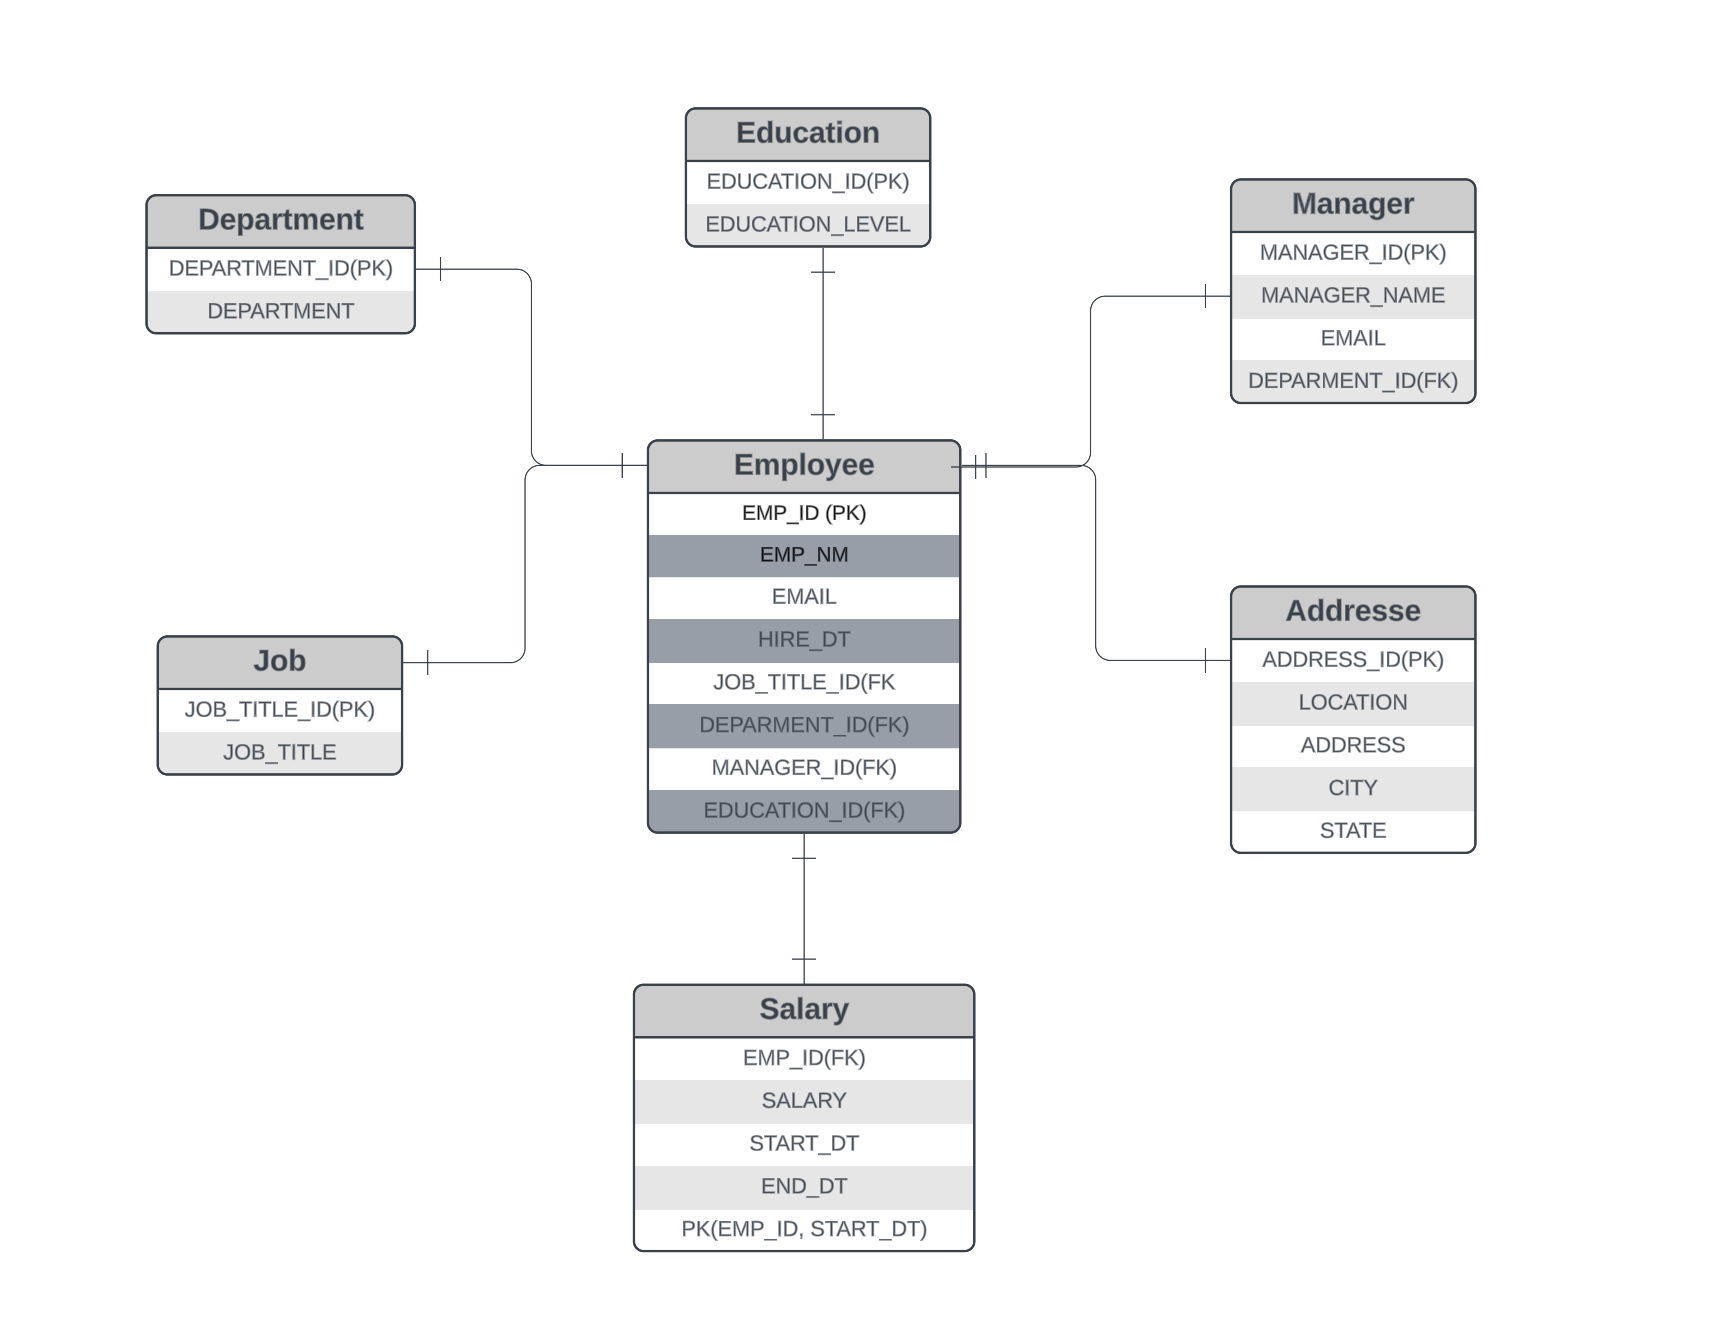 Education
EDUCATION_ID(PK)
EDUCATION_LEVEL
Department
DEPARTMENT_ID(PK)
DEPARTMENT
Manager
MANAGER_ID(PK)
MANAGER_NAME
EMAIL
DEPARMENT_ID(FK)
Employee
EMP_ID (PK)
EMP_NM
EMAIL
HIRE_DT
JOB_TITLE_ID(FK
DEPARMENT_ID(FK)
MANAGER_ID(FK)
EDUCATION_ID(FK)
Job
JOB_TITLE_ID(PK)
JOB_TITLE
Addresse
ADDRESS_ID(PK)
LOCATION
ADDRESS
CITY
STATE
Salary
EMP_ID(FK)
SALARY
START_DT
END_DT
PK(EMP_ID, START_DT)